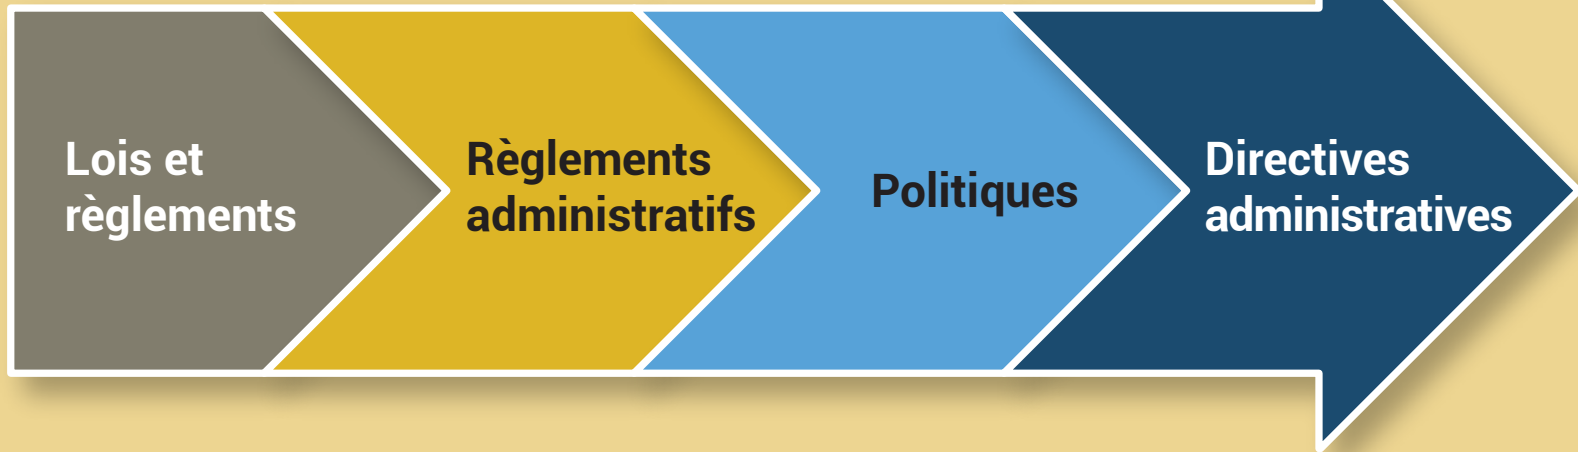 Lois et
règlements
Règlements
administratifs
Politiques
Directives
administratives